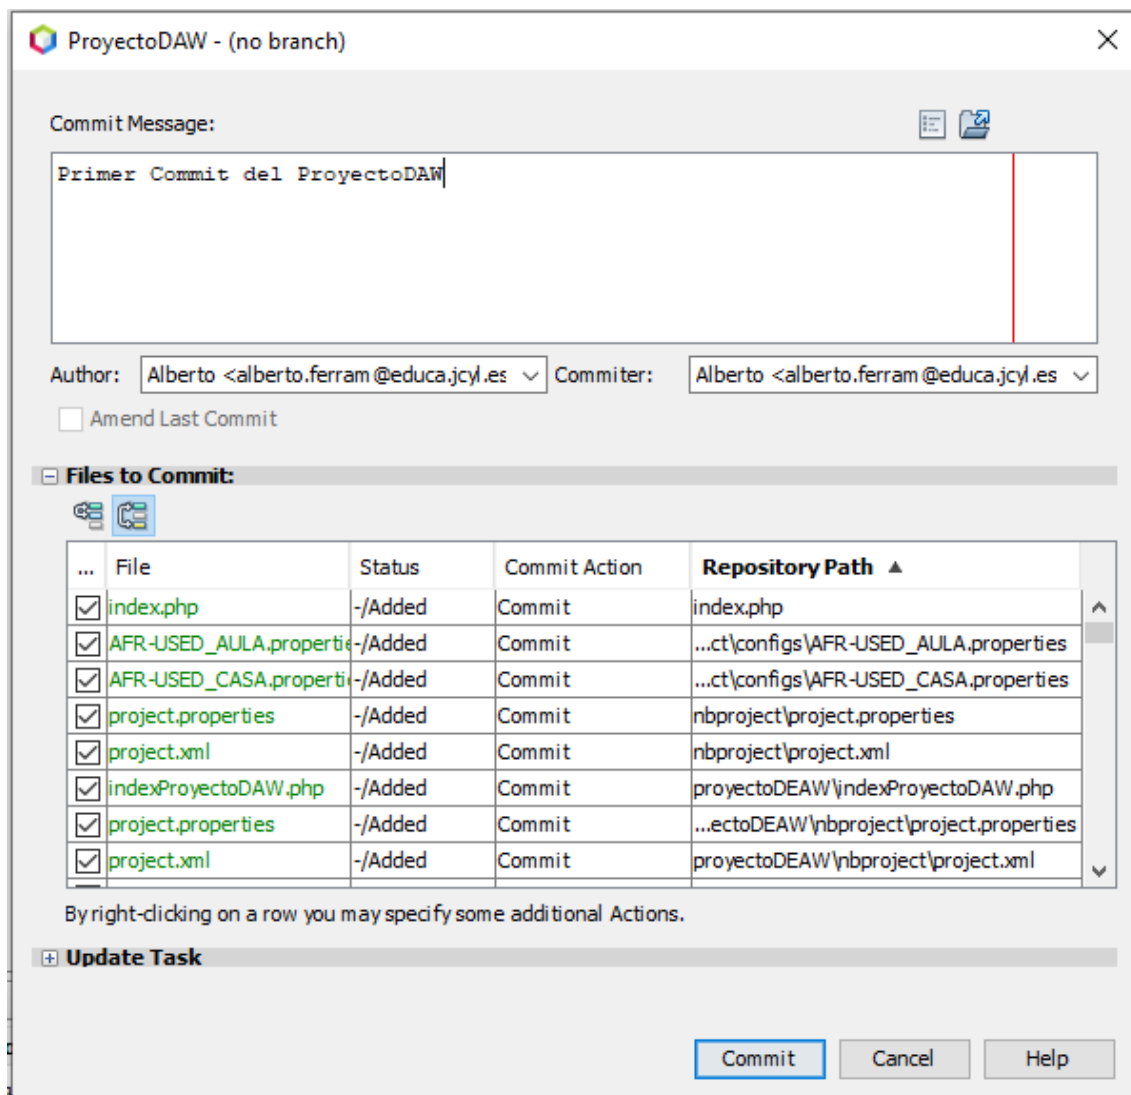 ProyectoDAW - (no branch)
Commit Message:
Primer Commit del ProyectoDAW
Author: Alberto <alberto.ferram@educa.jcyl.es Commiter: Alberto <alberto.ferram@educa.jcyl.es
Amend Last Commit
Files to Commit:
... File Status Commit Action Repository Path
index.php -/Added Commit index.php
AFR-USED_AULA.propertie -/Added Commit ...ct\configs\AFR-USED_AULA.properties
AFR-USED_CASA.properti -/Added Commit ...ct\configs\AFR-USED_CASA.properties
project.properties -/Added Commit nbproject\project.properties
project.xml -/Added Commit nbproject\project.xml
indexProyectoDAW.php -/Added Commit proyectoDEAW\indexProyectoDAW.php
project.properties -/Added Commit ...ectoDEAW\nbproject\project.properties
project.xml -/Added Commit proyectoDEAW\nbproject\project.xml
By right-clicking on a row you may specify some additional Actions.
Update Task
Commit Cancel Help